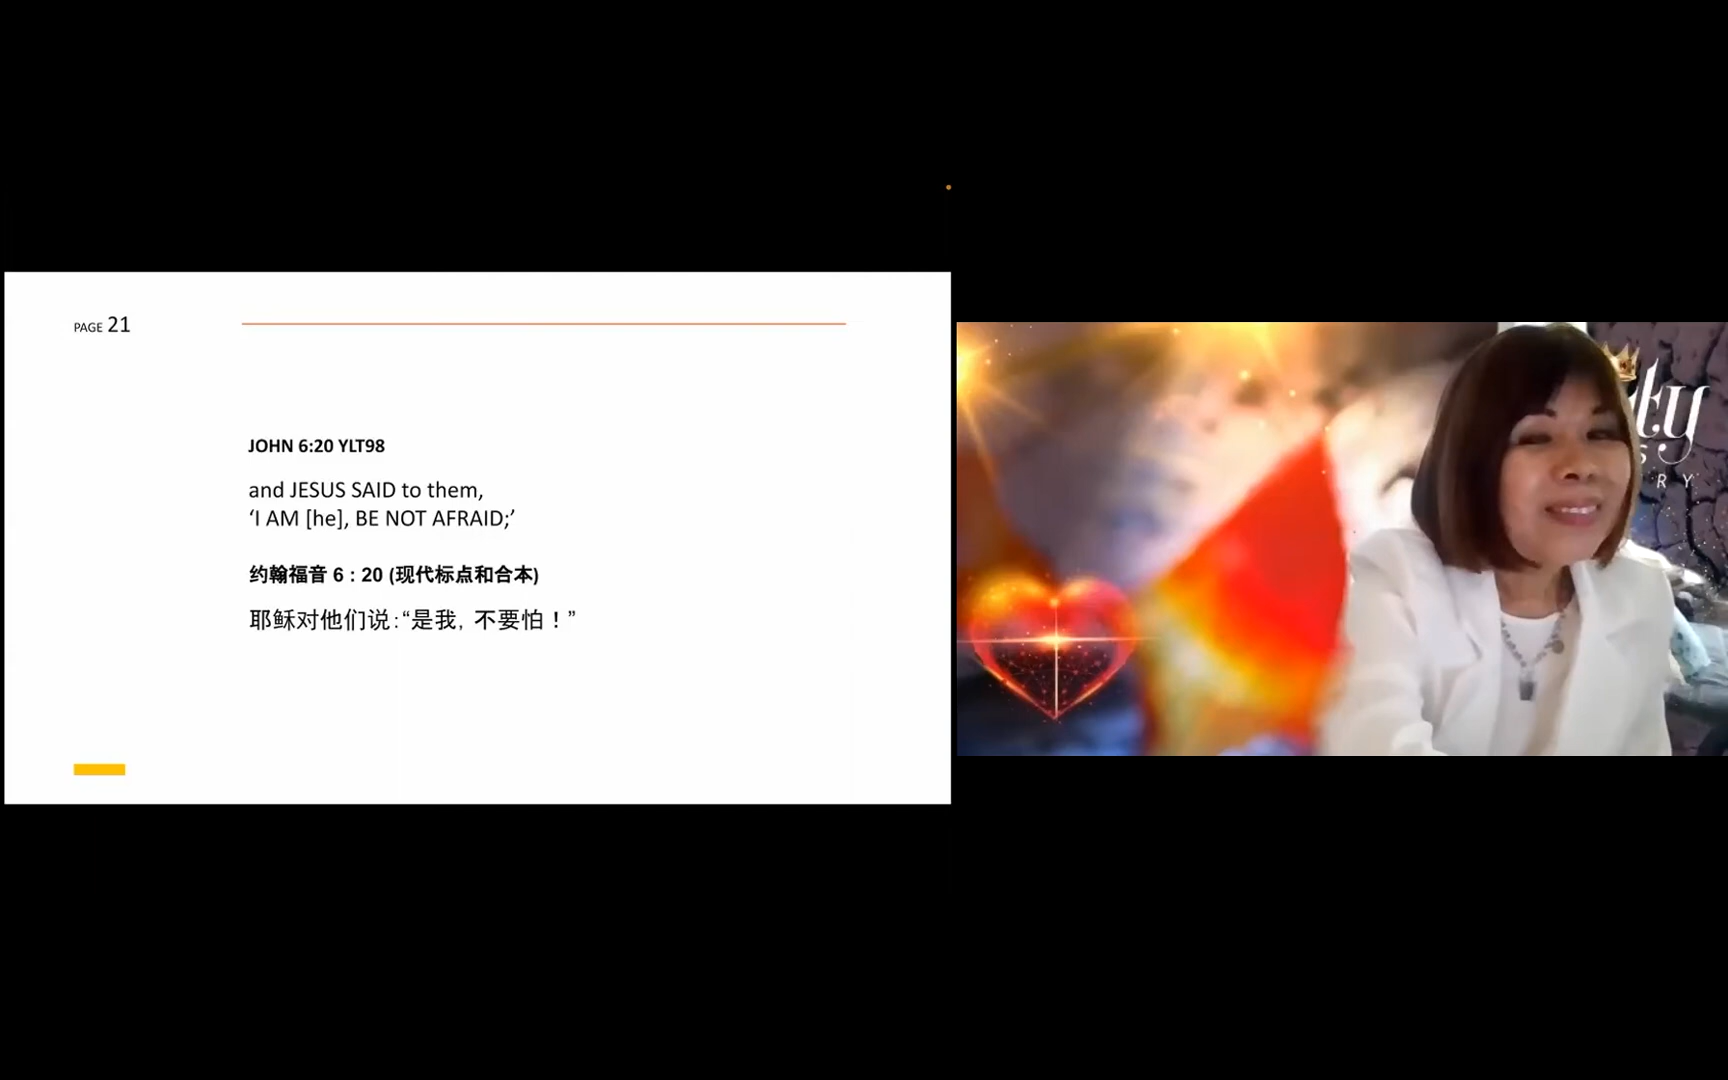 PAGE 21
JOHN 6:20 YLT98
and JESUS SAID to them,
‘I AM [he], BE NOT AFRAID;’
约翰福音 6 : 20 (现代标点和合本)
耶稣对他们说:“是我, 不要怕！”